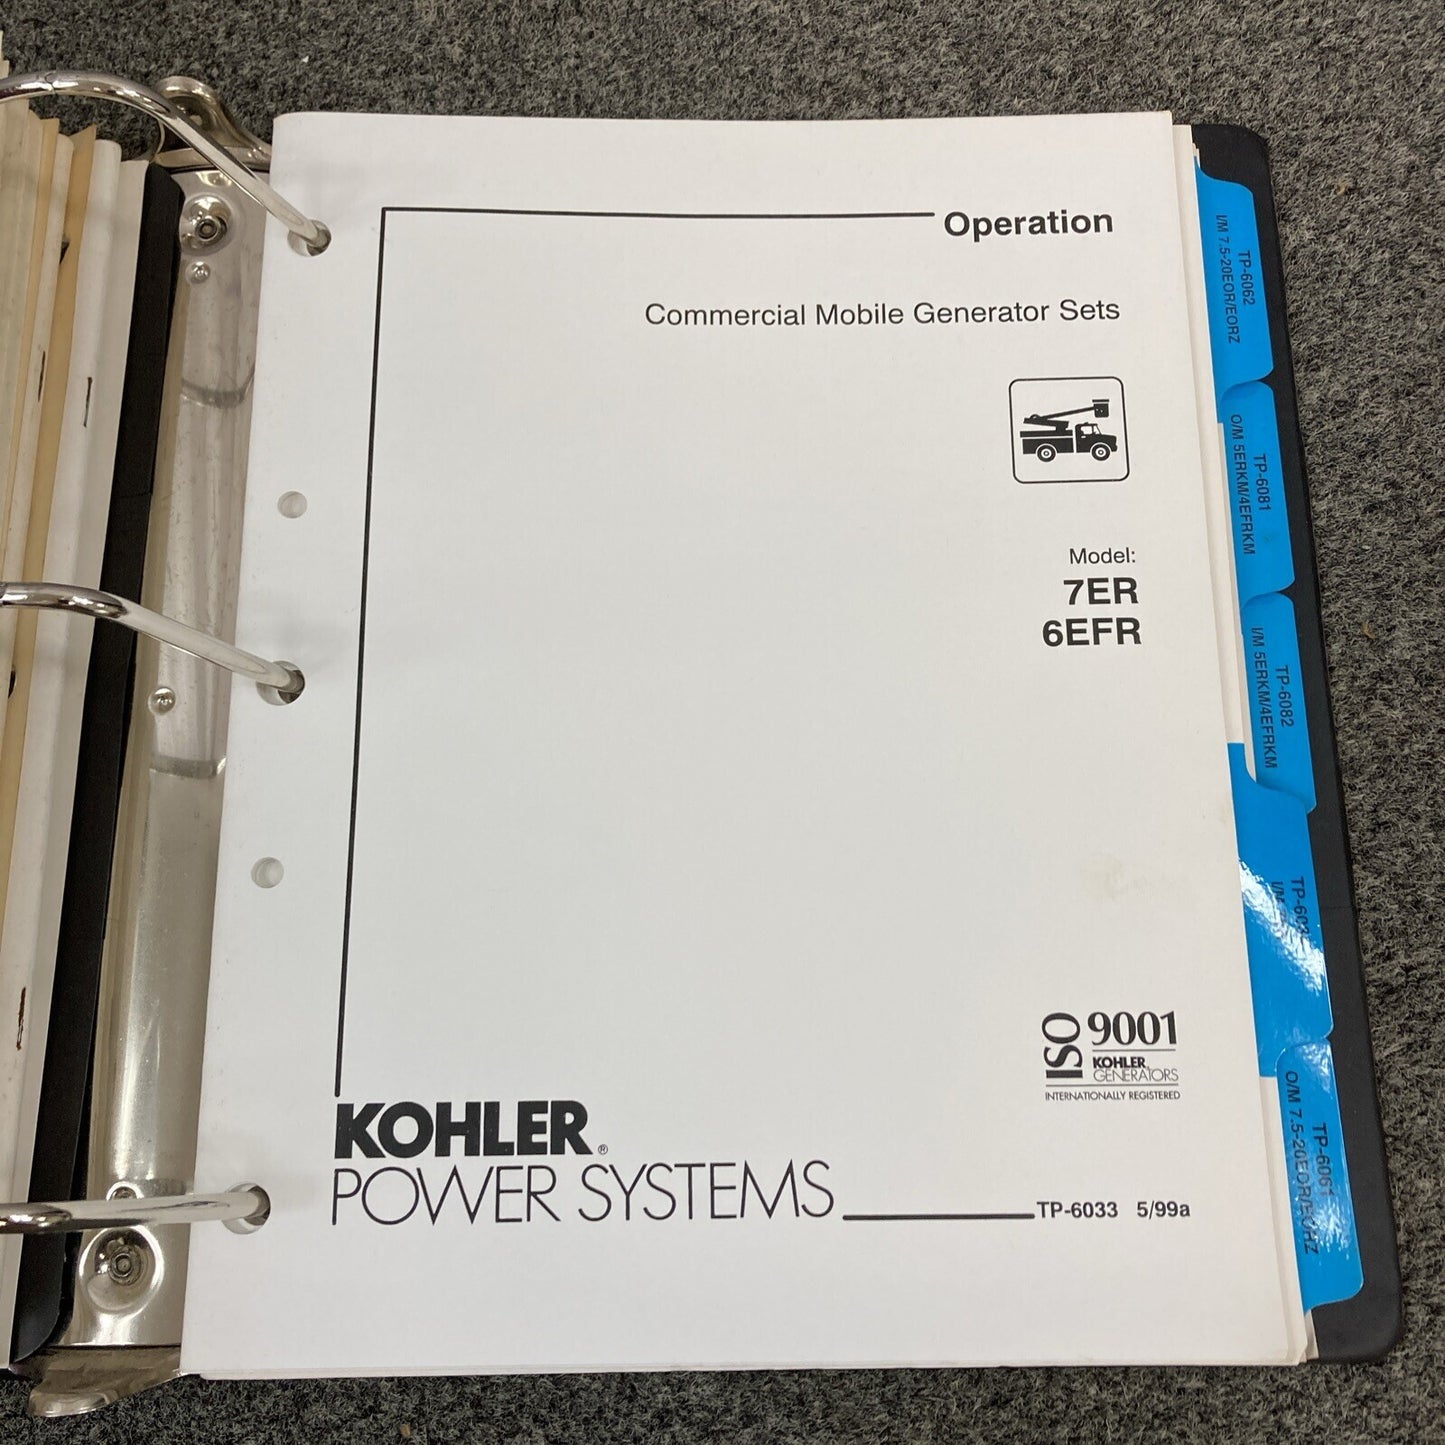 Operation
Commercial Mobile Generator Sets
Model:
7ER
6EFR
ISO 9001
KOHLER®
GENERATORS
INTERNATIONALLY REGISTERED
KOHLER®
POWER SYSTEMS
TP-6033 5/99a
TP-6062
I/M 7.5-20EOR/EORZ
TP-6081
O/M 5ERKM/4EFRKM
TP-6082
I/M 5ERKM/4EFRKM
I/M
TP-6061
O/M 7.5-20EOR/EORZ